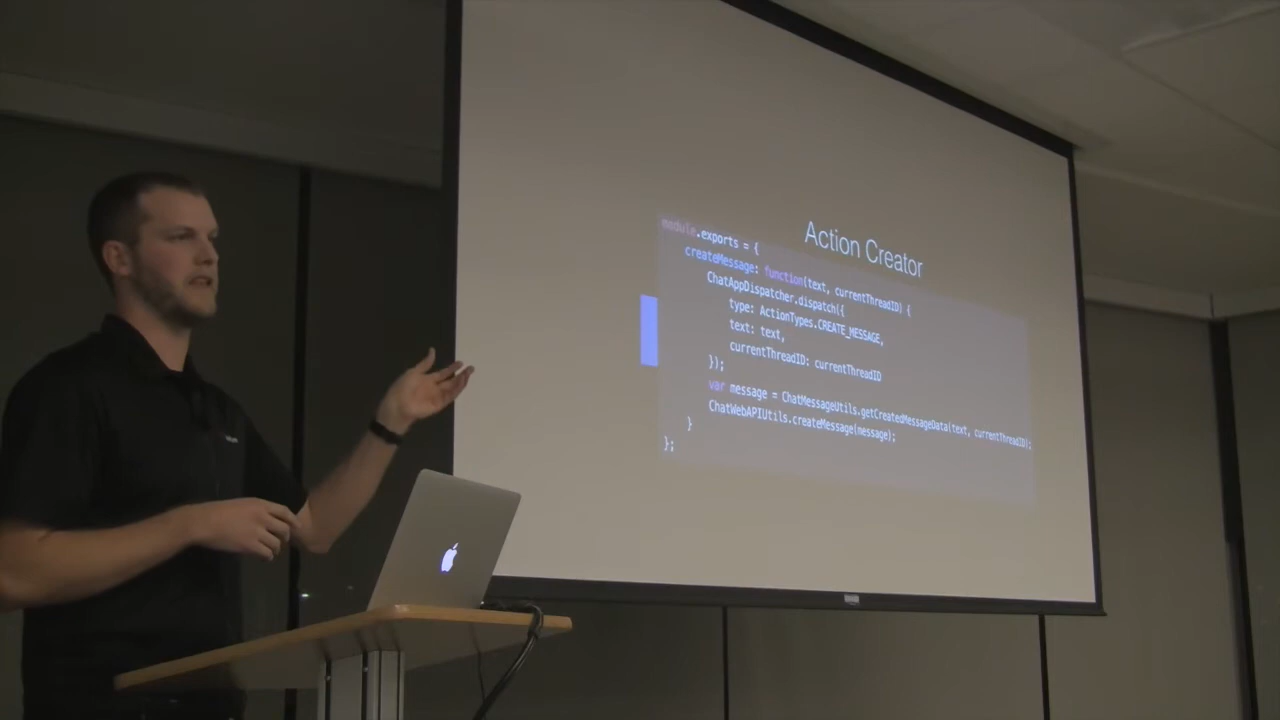 Action Creator
module.exports = {
createMessage: function(text, currentThreadID) {
ChatAppDispatcher.dispatch({
type: ActionTypes.CREATE_MESSAGE,
text: text,
currentThreadID: currentThreadID
});
var message = ChatMessageUtils.getCreatedMessageData(text, currentThreadID);
ChatWebAPIUtils.createMessage(message);
}
};